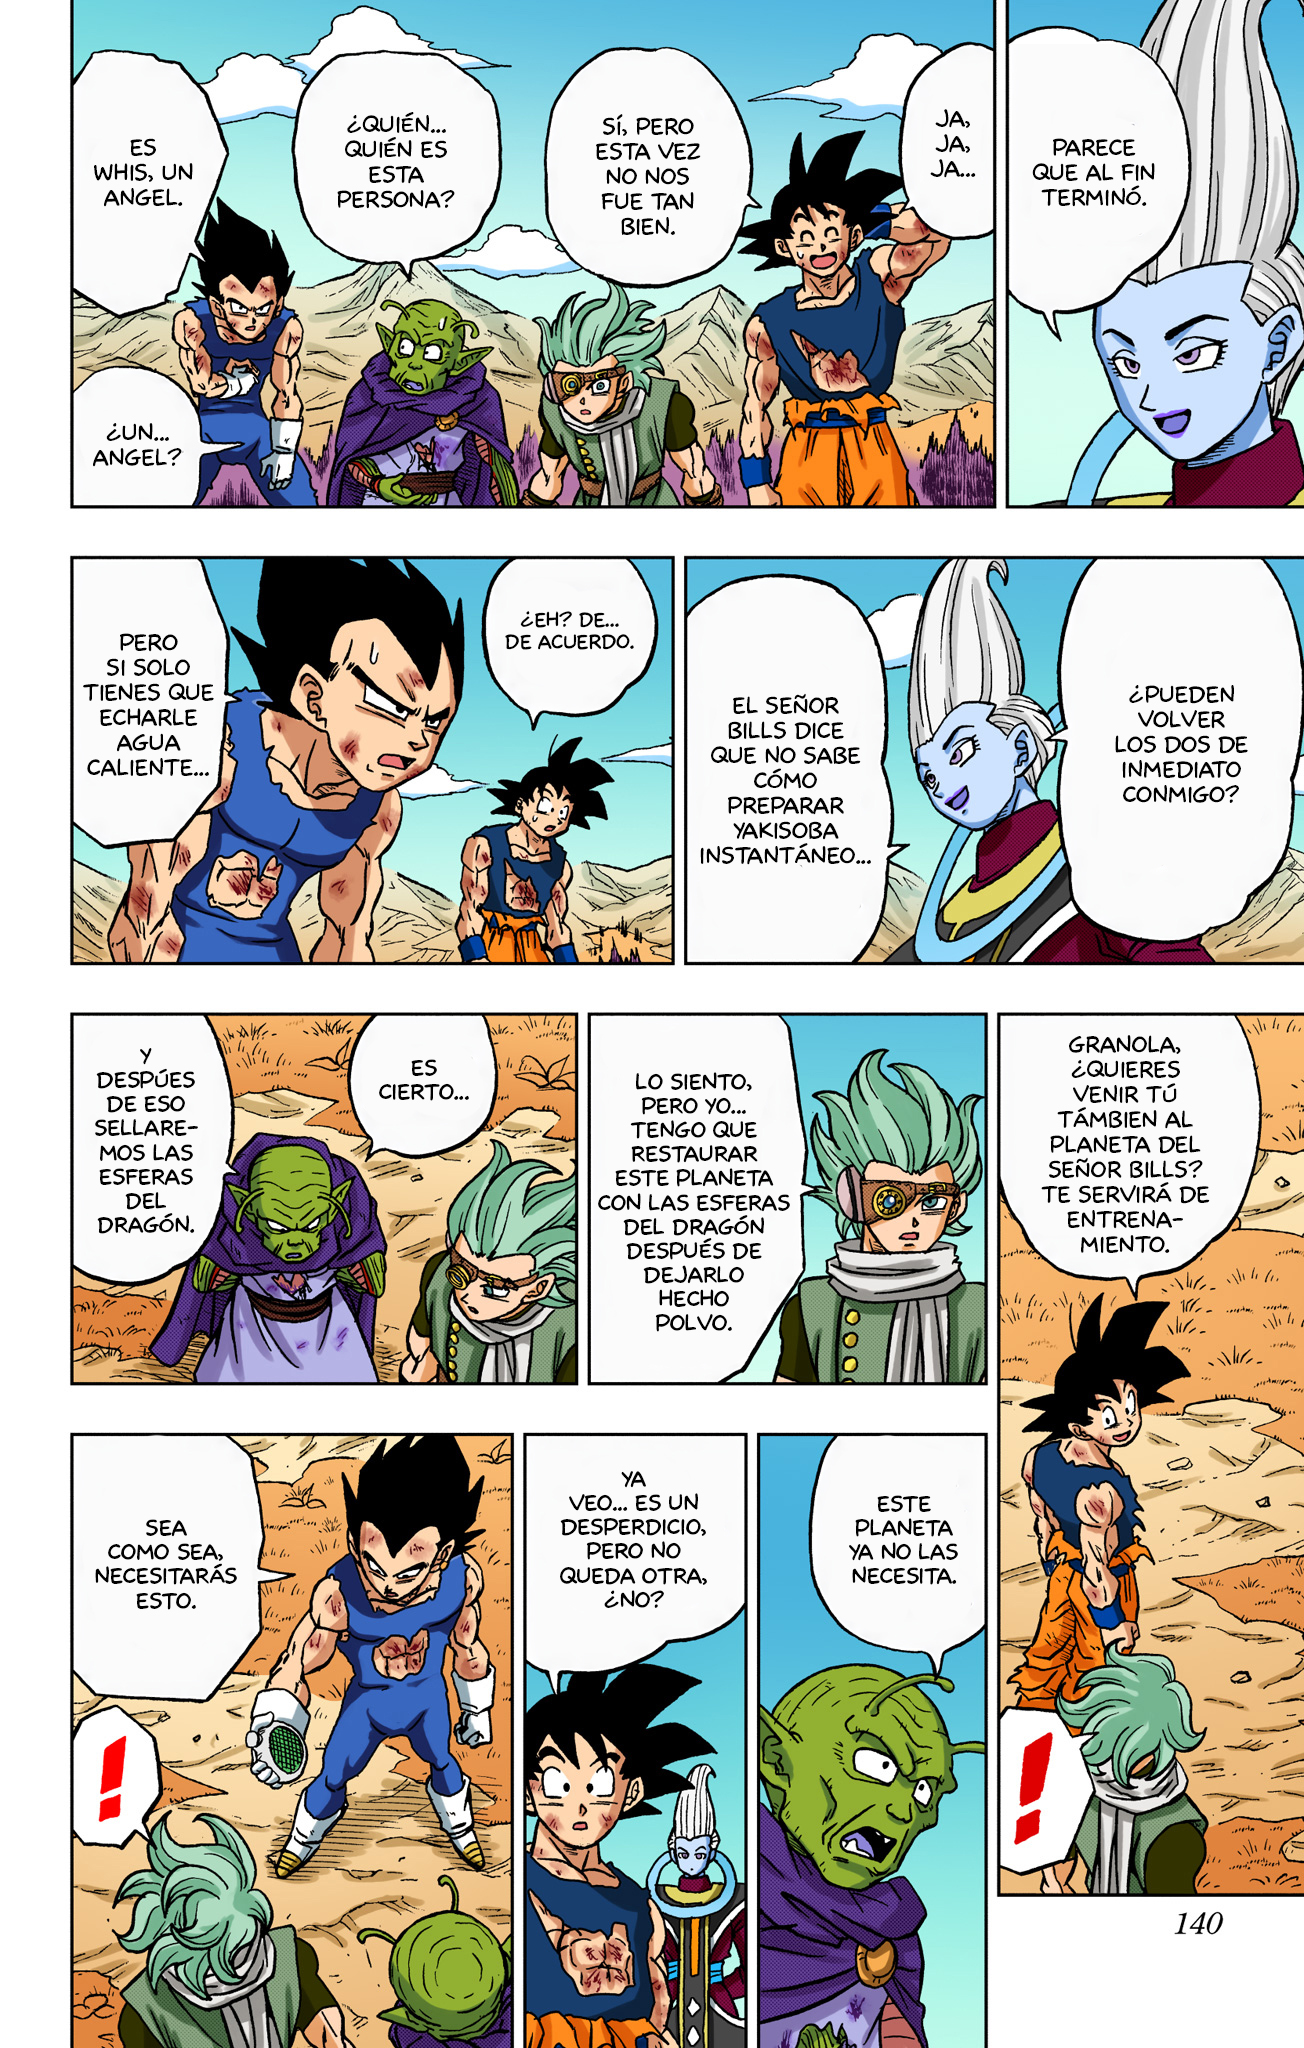 PARECE
QUE AL FIN
TERMINÓ.
JA,
JA,
JA...
SÍ, PERO
ESTA VEZ
NO NOS
FUE TAN
BIEN.
¿QUIÉN...
QUIÉN ES
ESTA
PERSONA?
ES
WHIS, UN
ANGEL.
¿UN...
ANGEL?
¿PUEDEN
VOLVER
LOS DOS DE
INMEDIATO
CONMIGO?
EL SEÑOR
BILLS DICE
QUE NO SABE
CÓMO
PREPARAR
YAKISOBA
INSTANTÁNEO...
¿EH? DE...
DE ACUERDO.
PERO
SI SOLO
TIENES QUE
ECHARLE
AGUA
CALIENTE...
GRANOLA,
¿QUIERES
VENIR TÚ
TÁMBIEN AL
PLANETA DEL
SEÑOR BILLS?
TE SERVIRÁ DE
ENTRENA-
MIENTO.
!
LO SIENTO,
PERO YO...
TENGO QUE
RESTAURAR
ESTE PLANETA
CON LAS ESFERAS
DEL DRAGÓN
DESPUÉS DE
DEJARLO
HECHO
POLVO.
ES
CIERTO...
Y
DESPÚES
DE ESO
SELLARE-
MOS LAS
ESFERAS
DEL
DRAGÓN.
ESTE
PLANETA
YA NO LAS
NECESITA.
YA
VEO... ES UN
DESPERDICIO,
PERO NO
QUEDA OTRA,
¿NO?
SEA
COMO SEA,
NECESITARÁS
ESTO.
!
140